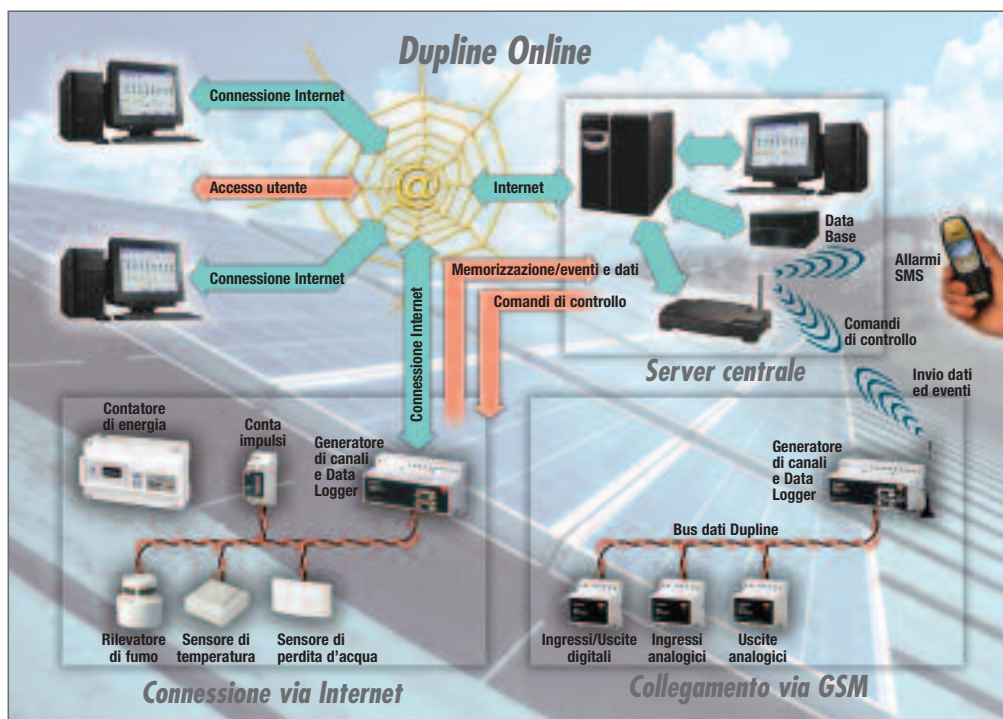 Dupline Online
Connessione Internet
Accesso utente
Internet
Connessione Internet
Data
Base
Allarmi
SMS
Memorizzazione/eventi e dati
Comandi di controllo
Comandi
di controllo
Server centrale
Invio dati
ed eventi
Connessione Internet
Contatore
di energia
Conta
impulsi
Generatore
di canali
e Data
Logger
Rilevatore
di fumo
Sensore di
temperatura
Sensore di
perdita d'acqua
Connessione via Internet
Generatore
di canali
e Data
Logger
Bus dati Dupline
Ingressi/Uscite
digitali
Ingressi
analogici
Uscite
analogici
Collegamento via GSM